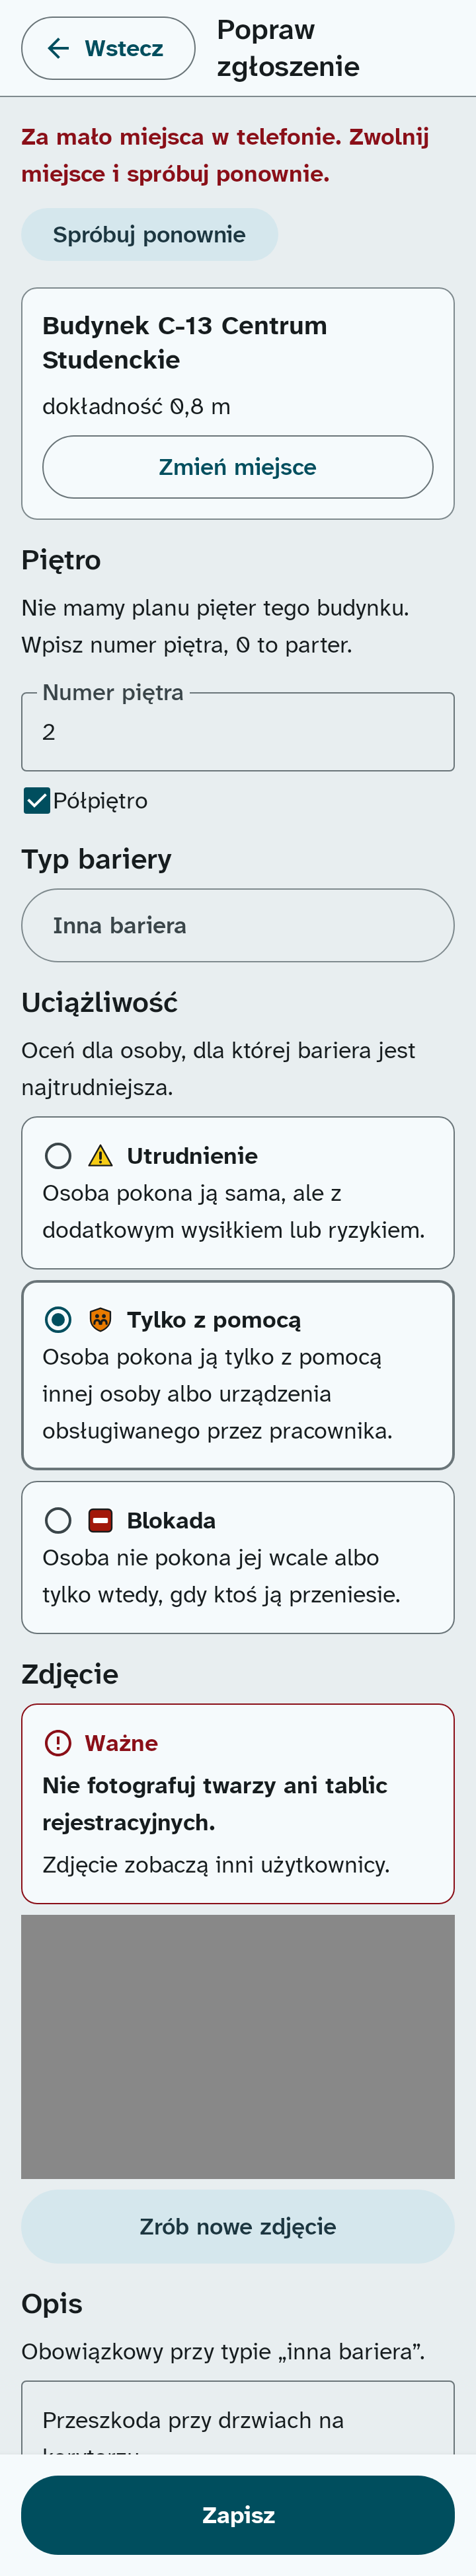 Wstecz
Popraw
zgłoszenie
Za mało miejsca w telefonie. Zwolnij
miejsce i spróbuj ponownie.
Spróbuj ponownie
Budynek C-13 Centrum
Studenckie
dokładność 0,8 m
Zmień miejsce
Piętro
Nie mamy planu pięter tego budynku.
Wpisz numer piętra, 0 to parter.
Numer piętra
2
Półpiętro
Typ bariery
Inna bariera
Uciążliwość
Oceń dla osoby, dla której bariera jest
najtrudniejsza.
Utrudnienie
Osoba pokona ją sama, ale z
dodatkowym wysiłkiem lub ryzykiem.
Tylko z pomocą
Osoba pokona ją tylko z pomocą
innej osoby albo urządzenia
obsługiwanego przez pracownika.
Blokada
Osoba nie pokona jej wcale albo
tylko wtedy, gdy ktoś ją przeniesie.
Zdjęcie
Ważne
Nie fotografuj twarzy ani tablic
rejestracyjnych.
Zdjęcie zobaczą inni użytkownicy.
Zrób nowe zdjęcie
Opis
Obowiązkowy przy typie „inna bariera”.
Przeszkoda przy drzwiach na
Zapisz